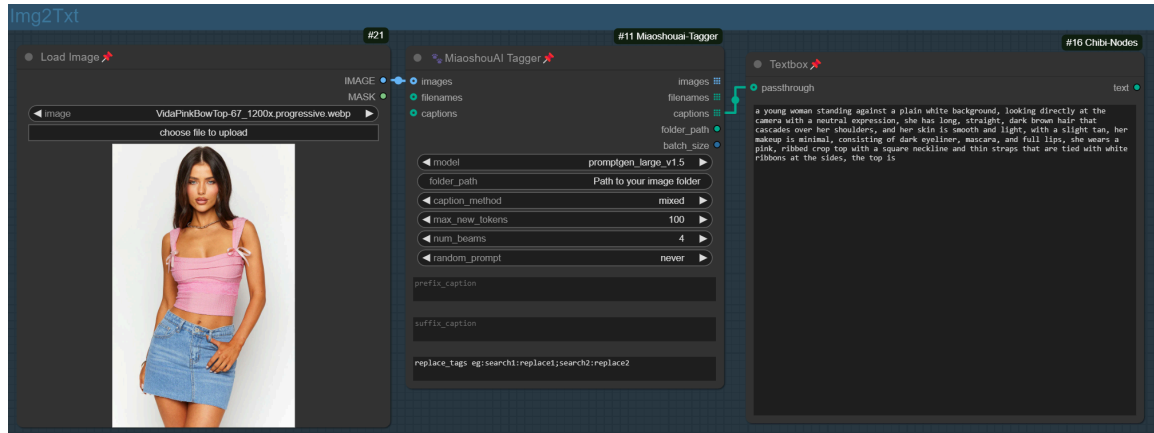 Img2Txt
#21
Load Image
IMAGE
MASK
image VidaPinkBowTop-67_1200x.progressive.webp
choose file to upload
#11 Miaoshouai-Tagger
MiaoshouAI Tagger
images images
filenames filenames
captions captions
folder_path
batch_size
model promptgen_large_v1.5
folder_path Path to your image folder
caption_method mixed
max_new_tokens 100
num_beams 4
random_prompt never
prefix_caption
suffix_caption
replace_tags eg:search1:replace1;search2:replace2
#16 Chibi-Nodes
Textbox
passthrough text
a young woman standing against a plain white background, looking directly at the
camera with a neutral expression, she has long, straight, dark brown hair that
cascades over her shoulders, and her skin is smooth and light, with a slight tan, her
makeup is minimal, consisting of dark eyeliner, mascara, and full lips, she wears a
pink, ribbed crop top with a square neckline and thin straps that are tied with white
ribbons at the sides, the top is